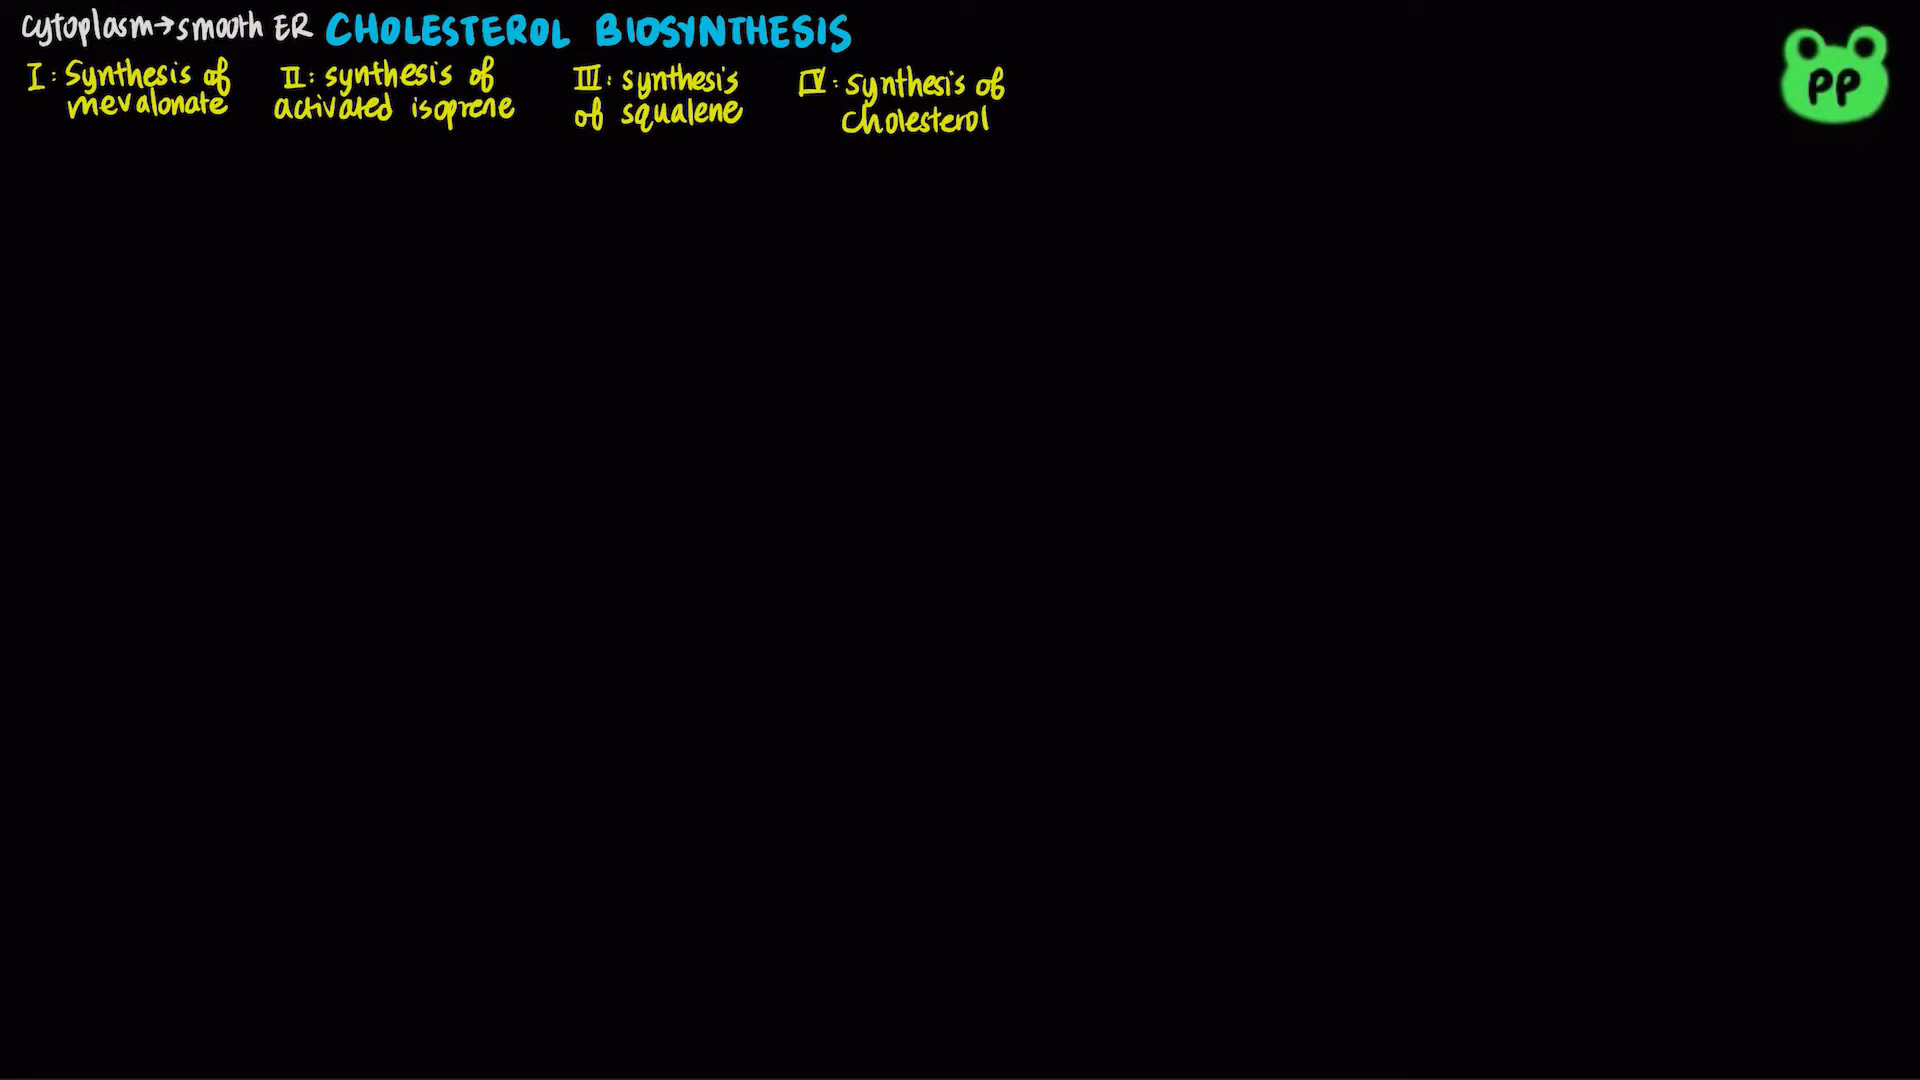 cytoplasm→smooth ER CHOLESTEROL BIOSYNTHESIS
I: Synthesis of mevalonate
II: synthesis of activated isoprene
III: synthesis of squalene
IV: synthesis of cholesterol
PP